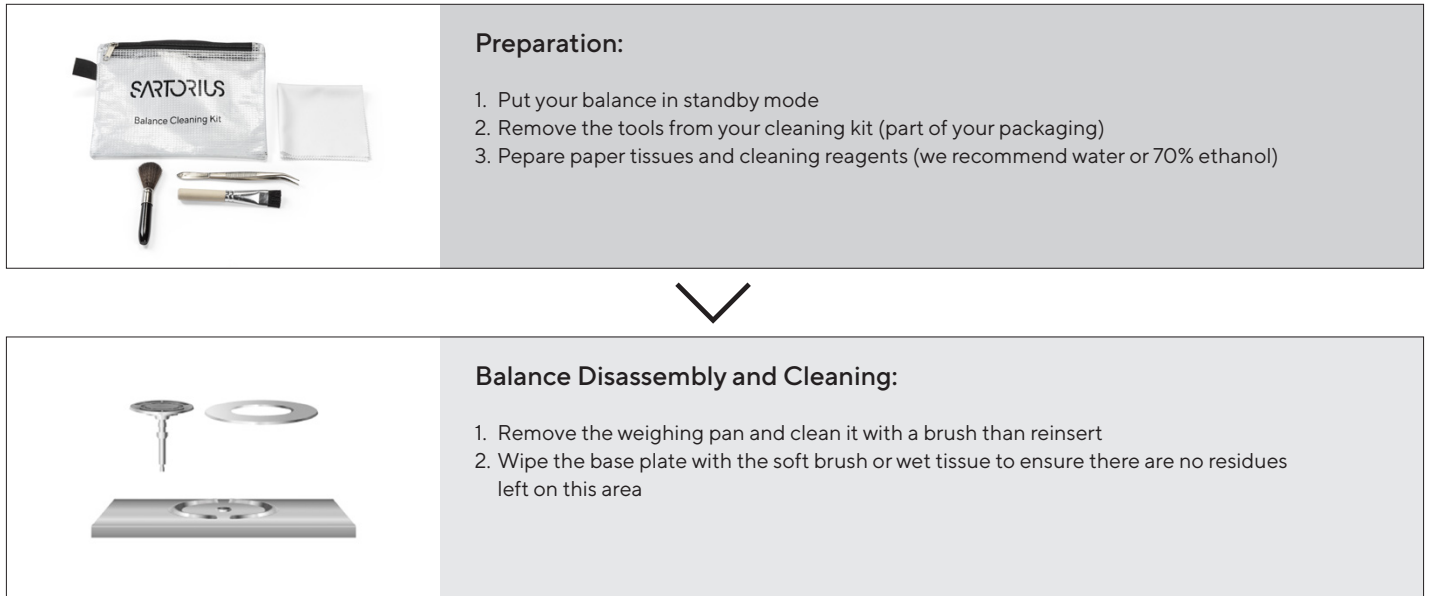 SARTORIUS
Balance Cleaning Kit
Preparation:
1. Put your balance in standby mode
2. Remove the tools from your cleaning kit (part of your packaging)
3. Pepare paper tissues and cleaning reagents (we recommend water or 70% ethanol)
Balance Disassembly and Cleaning:
1. Remove the weighing pan and clean it with a brush than reinsert
2. Wipe the base plate with the soft brush or wet tissue to ensure there are no residues
left on this area